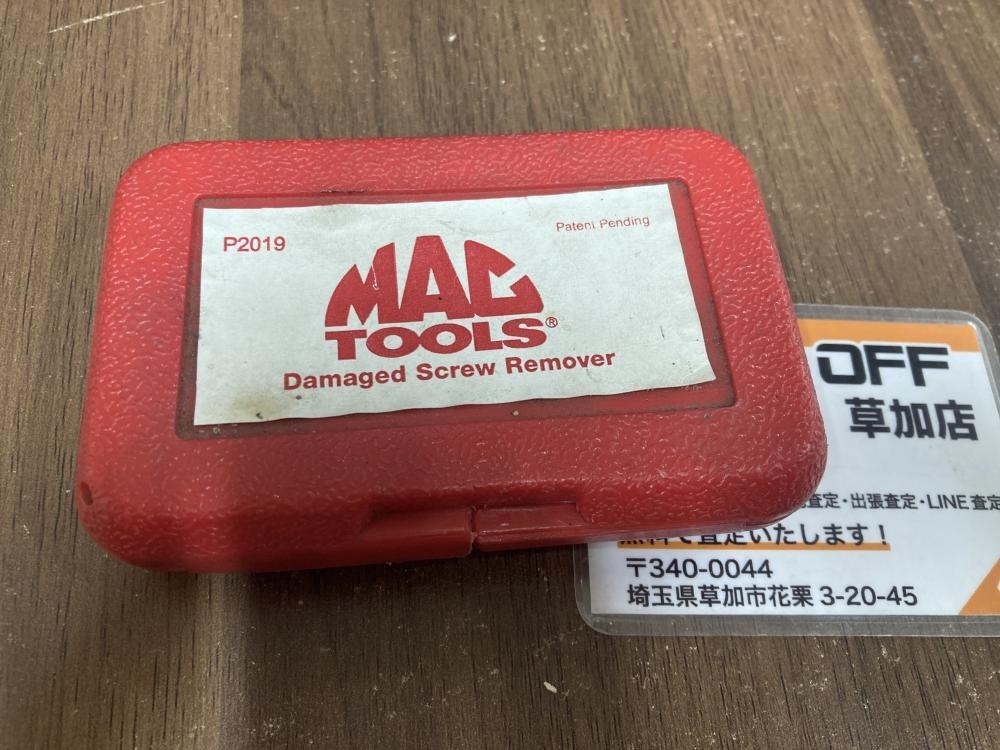 P2019
Patent Pending
MAC
TOOLS®
Damaged Screw Remover
OFF
草加店
査定・出張査定・LINE査定
で査定いたします！
〒340-0044
埼玉県草加市花栗 3-20-45